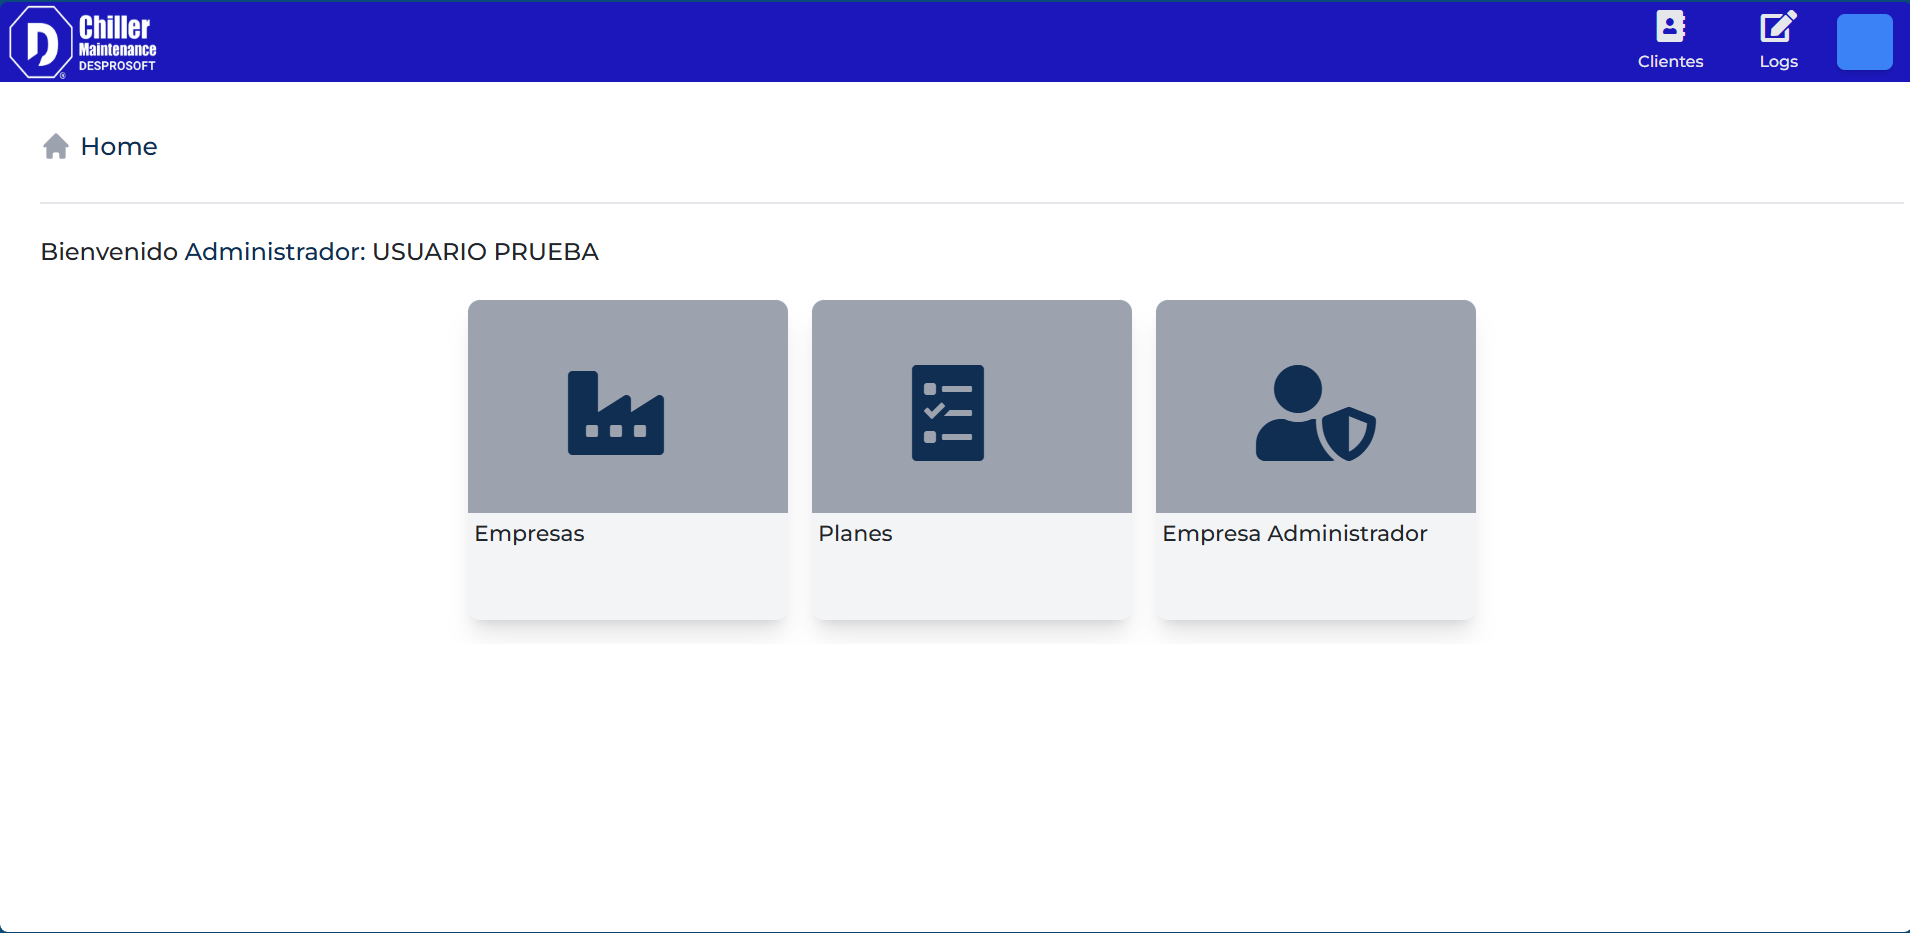 Chiller
Maintenance
DESPROSOFT
D
®
Clientes
Logs
Home
Bienvenido Administrador: USUARIO PRUEBA
Empresas
Planes
Empresa Administrador